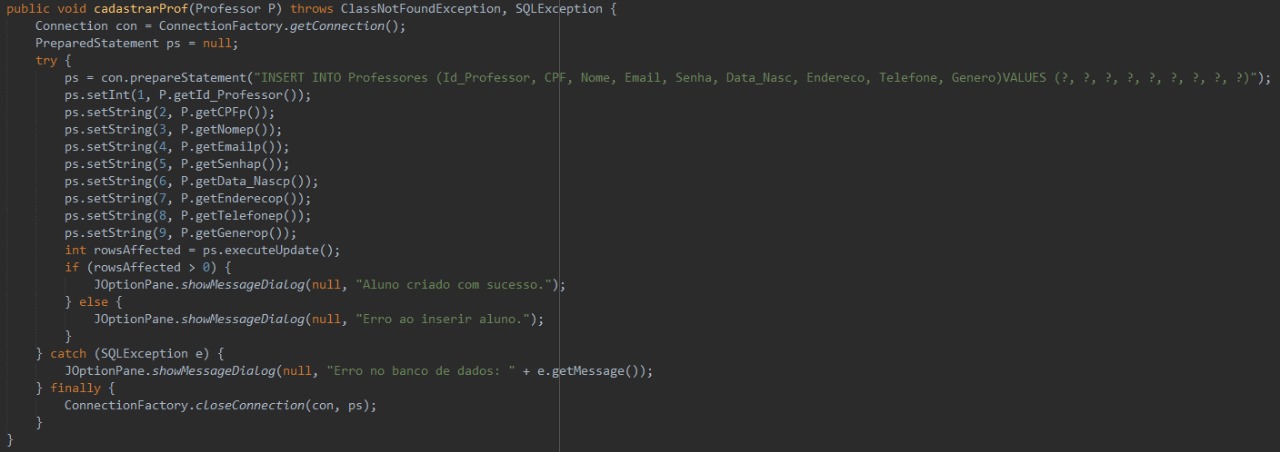 public void cadastrarProf(Professor P) throws ClassNotFoundException, SQLException {
    Connection con = ConnectionFactory.getConnection();
    PreparedStatement ps = null;
    try {
        ps = con.prepareStatement("INSERT INTO Professores (Id_Professor, CPF, Nome, Email, Senha, Data_Nasc, Endereco, Telefone, Genero)VALUES (?, ?, ?, ?, ?, ?, ?, ?, ?)");
        ps.setInt(1, P.getId_Professor());
        ps.setString(2, P.getCPFp());
        ps.setString(3, P.getNomep());
        ps.setString(4, P.getEmailp());
        ps.setString(5, P.getSenhap());
        ps.setString(6, P.getData_Nascp());
        ps.setString(7, P.getEnderecop());
        ps.setString(8, P.getTelefonep());
        ps.setString(9, P.getGenerop());
        int rowsAffected = ps.executeUpdate();
        if (rowsAffected > 0) {
            JOptionPane.showMessageDialog(null, "Aluno criado com sucesso.");
        } else {
            JOptionPane.showMessageDialog(null, "Erro ao inserir aluno.");
        }
    } catch (SQLException e) {
        JOptionPane.showMessageDialog(null, "Erro no banco de dados: " + e.getMessage());
    } finally {
        ConnectionFactory.closeConnection(con, ps);
    }
}